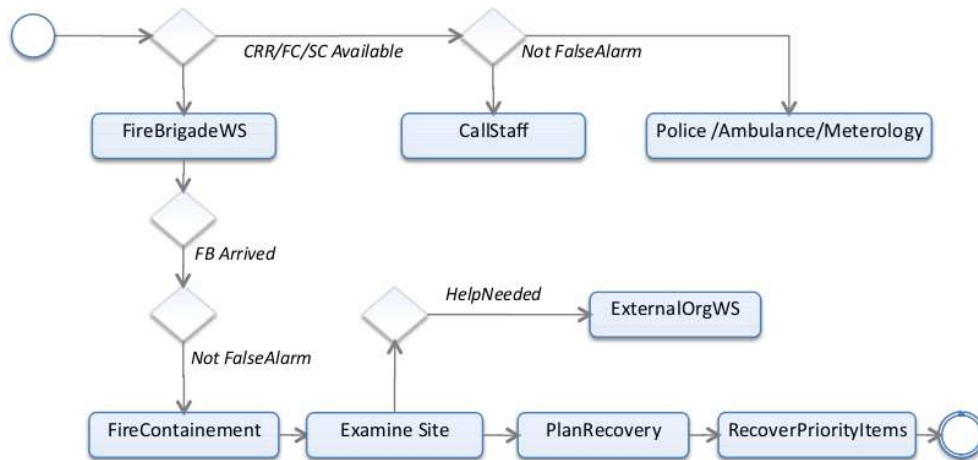 CRR/FC/SC Available
Not FalseAlarm
FireBrigadeWS
CallStaff
Police /Ambulance/Meterology
FB Arrived
HelpNeeded
ExternalOrgWS
Not FalseAlarm
FireContainement
Examine Site
PlanRecovery
RecoverPriorityItems